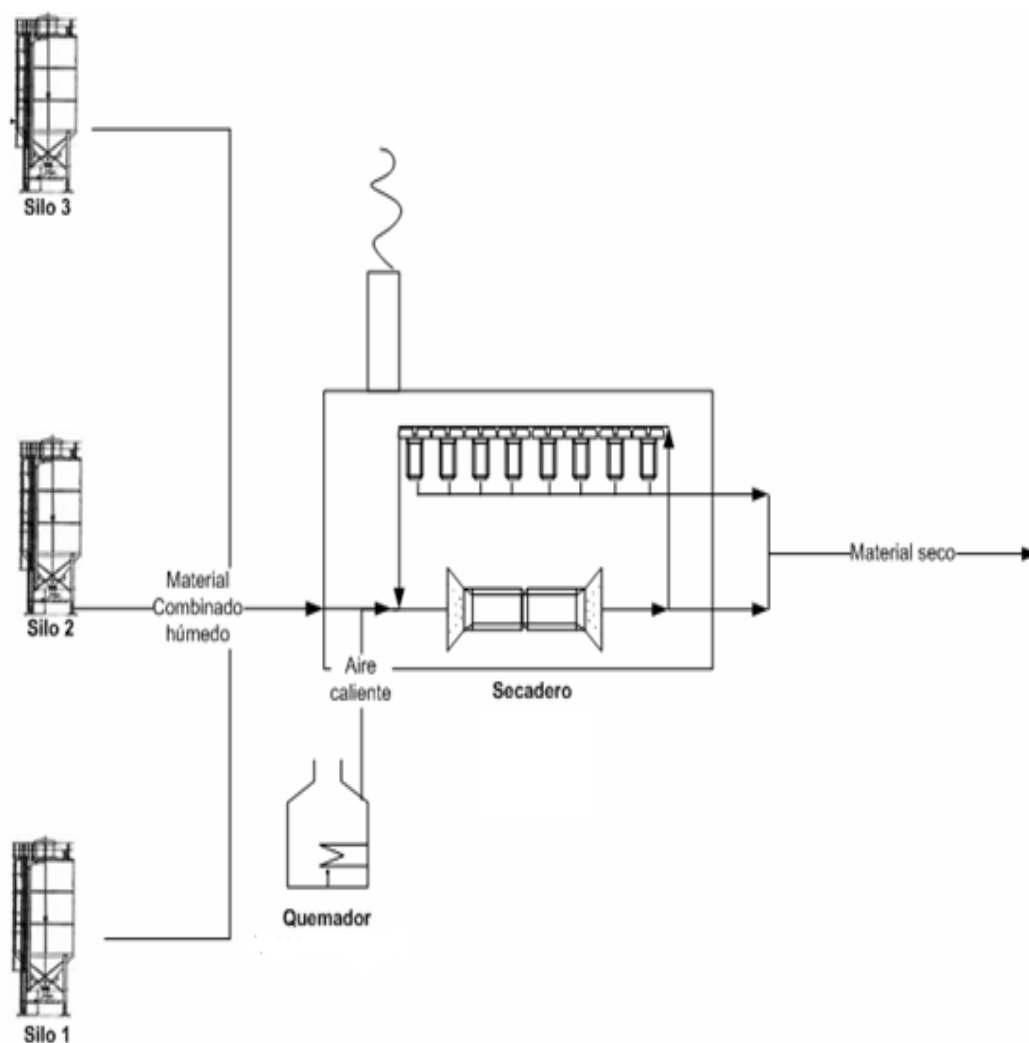 Silo 3
Silo 2
Material
Combinado
húmedo
Aire
caliente
Secadero
Material seco
Quemador
Silo 1